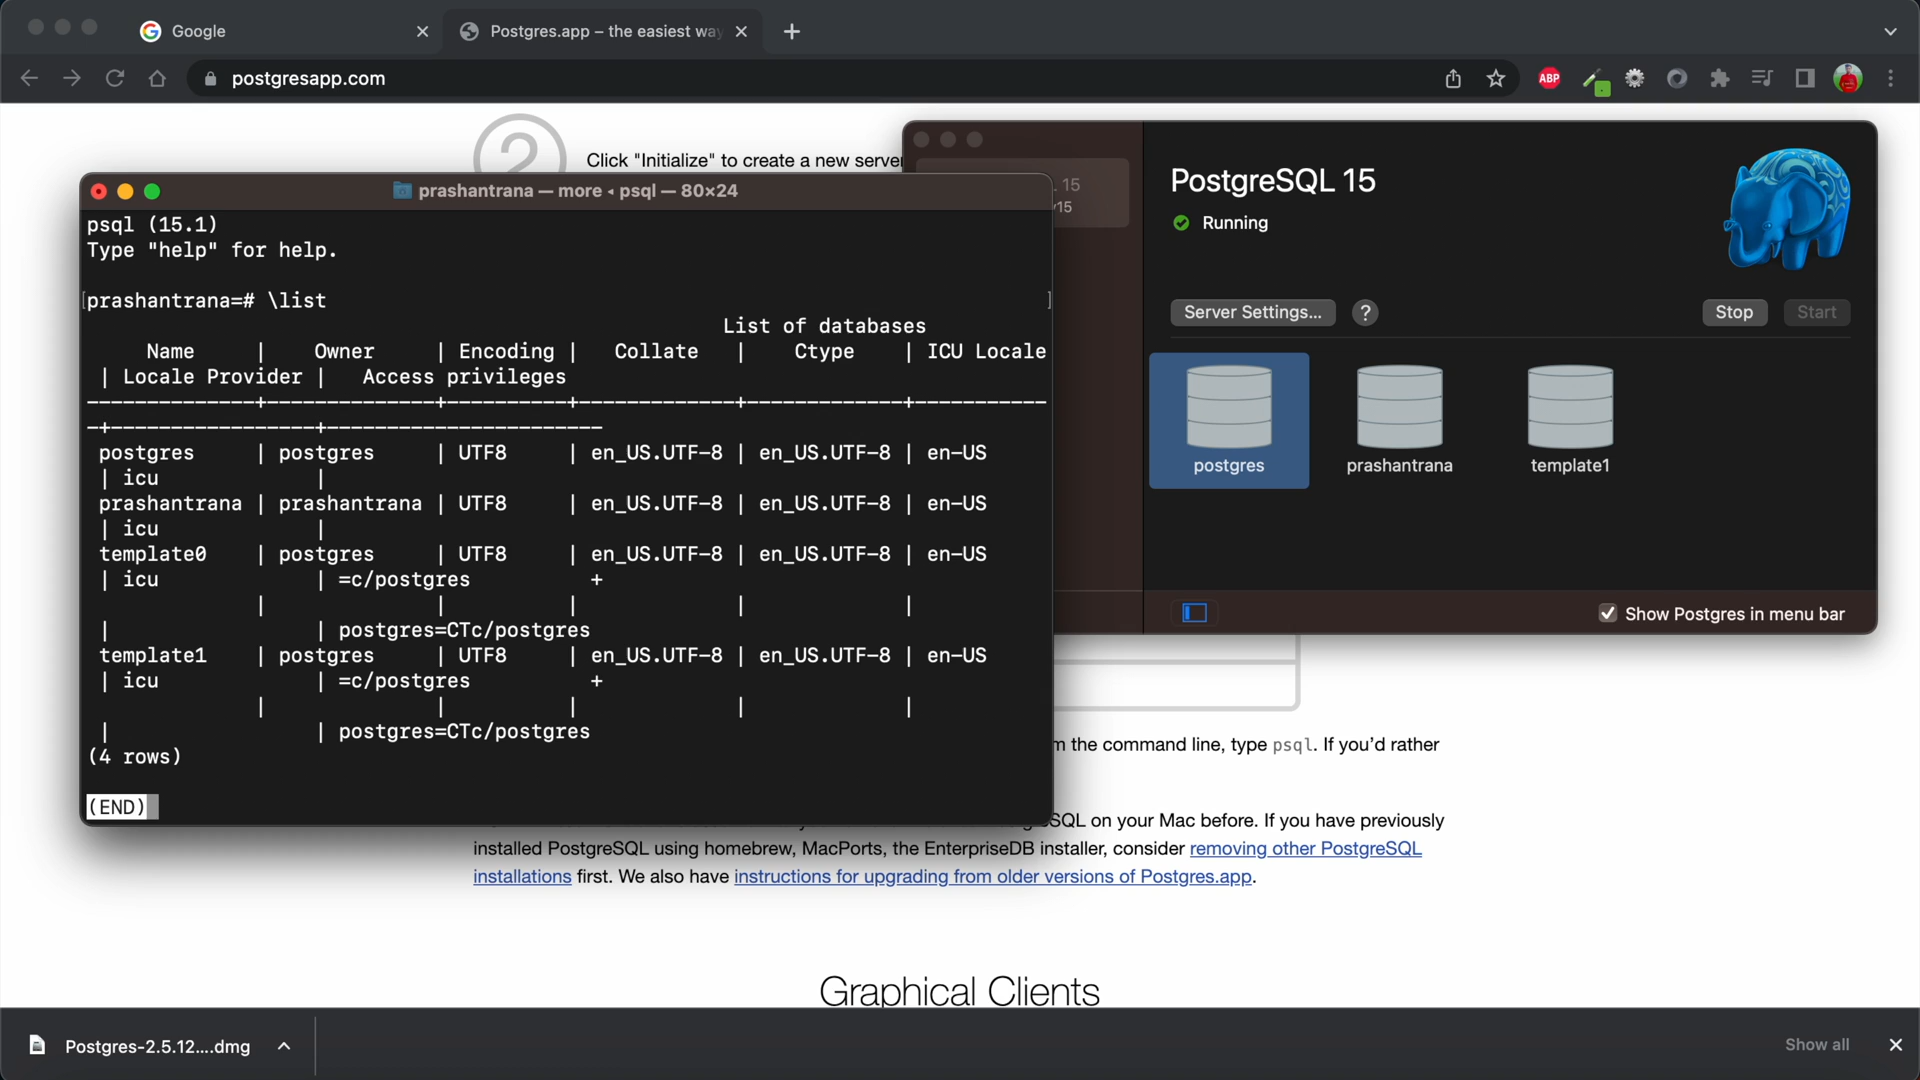 Google
Postgres.app – the easiest way
postgresapp.com
ABP
2
Click "Initialize" to create a new server
prashantrana — more ◂ psql — 80×24
psql (15.1)
Type "help" for help.
[prashantrana=# \list ]
List of databases
Name | Owner | Encoding | Collate | Ctype | ICU Locale
| Locale Provider | Access privileges
--------------+--------------+----------+-------------+-------------+-----------
-+-----------------+-----------------------
postgres | postgres | UTF8 | en_US.UTF-8 | en_US.UTF-8 | en-US
| icu |
prashantrana | prashantrana | UTF8 | en_US.UTF-8 | en_US.UTF-8 | en-US
| icu |
template0 | postgres | UTF8 | en_US.UTF-8 | en_US.UTF-8 | en-US
| icu | =c/postgres +
| | | | |
| | postgres=CTc/postgres
template1 | postgres | UTF8 | en_US.UTF-8 | en_US.UTF-8 | en-US
| icu | =c/postgres +
| | | | |
| | postgres=CTc/postgres
(4 rows)
(END)
15
v15
PostgreSQL 15
Running
Server Settings...
?
Stop
Start
postgres
prashantrana
template1
Show Postgres in menu bar
the command line, type psql. If you’d rather
SQL on your Mac before. If you have previously
installed PostgreSQL using homebrew, MacPorts, the EnterpriseDB installer, consider removing other PostgreSQL
installations first. We also have instructions for upgrading from older versions of Postgres.app.
Graphical Clients
Postgres-2.5.12....dmg
Show all